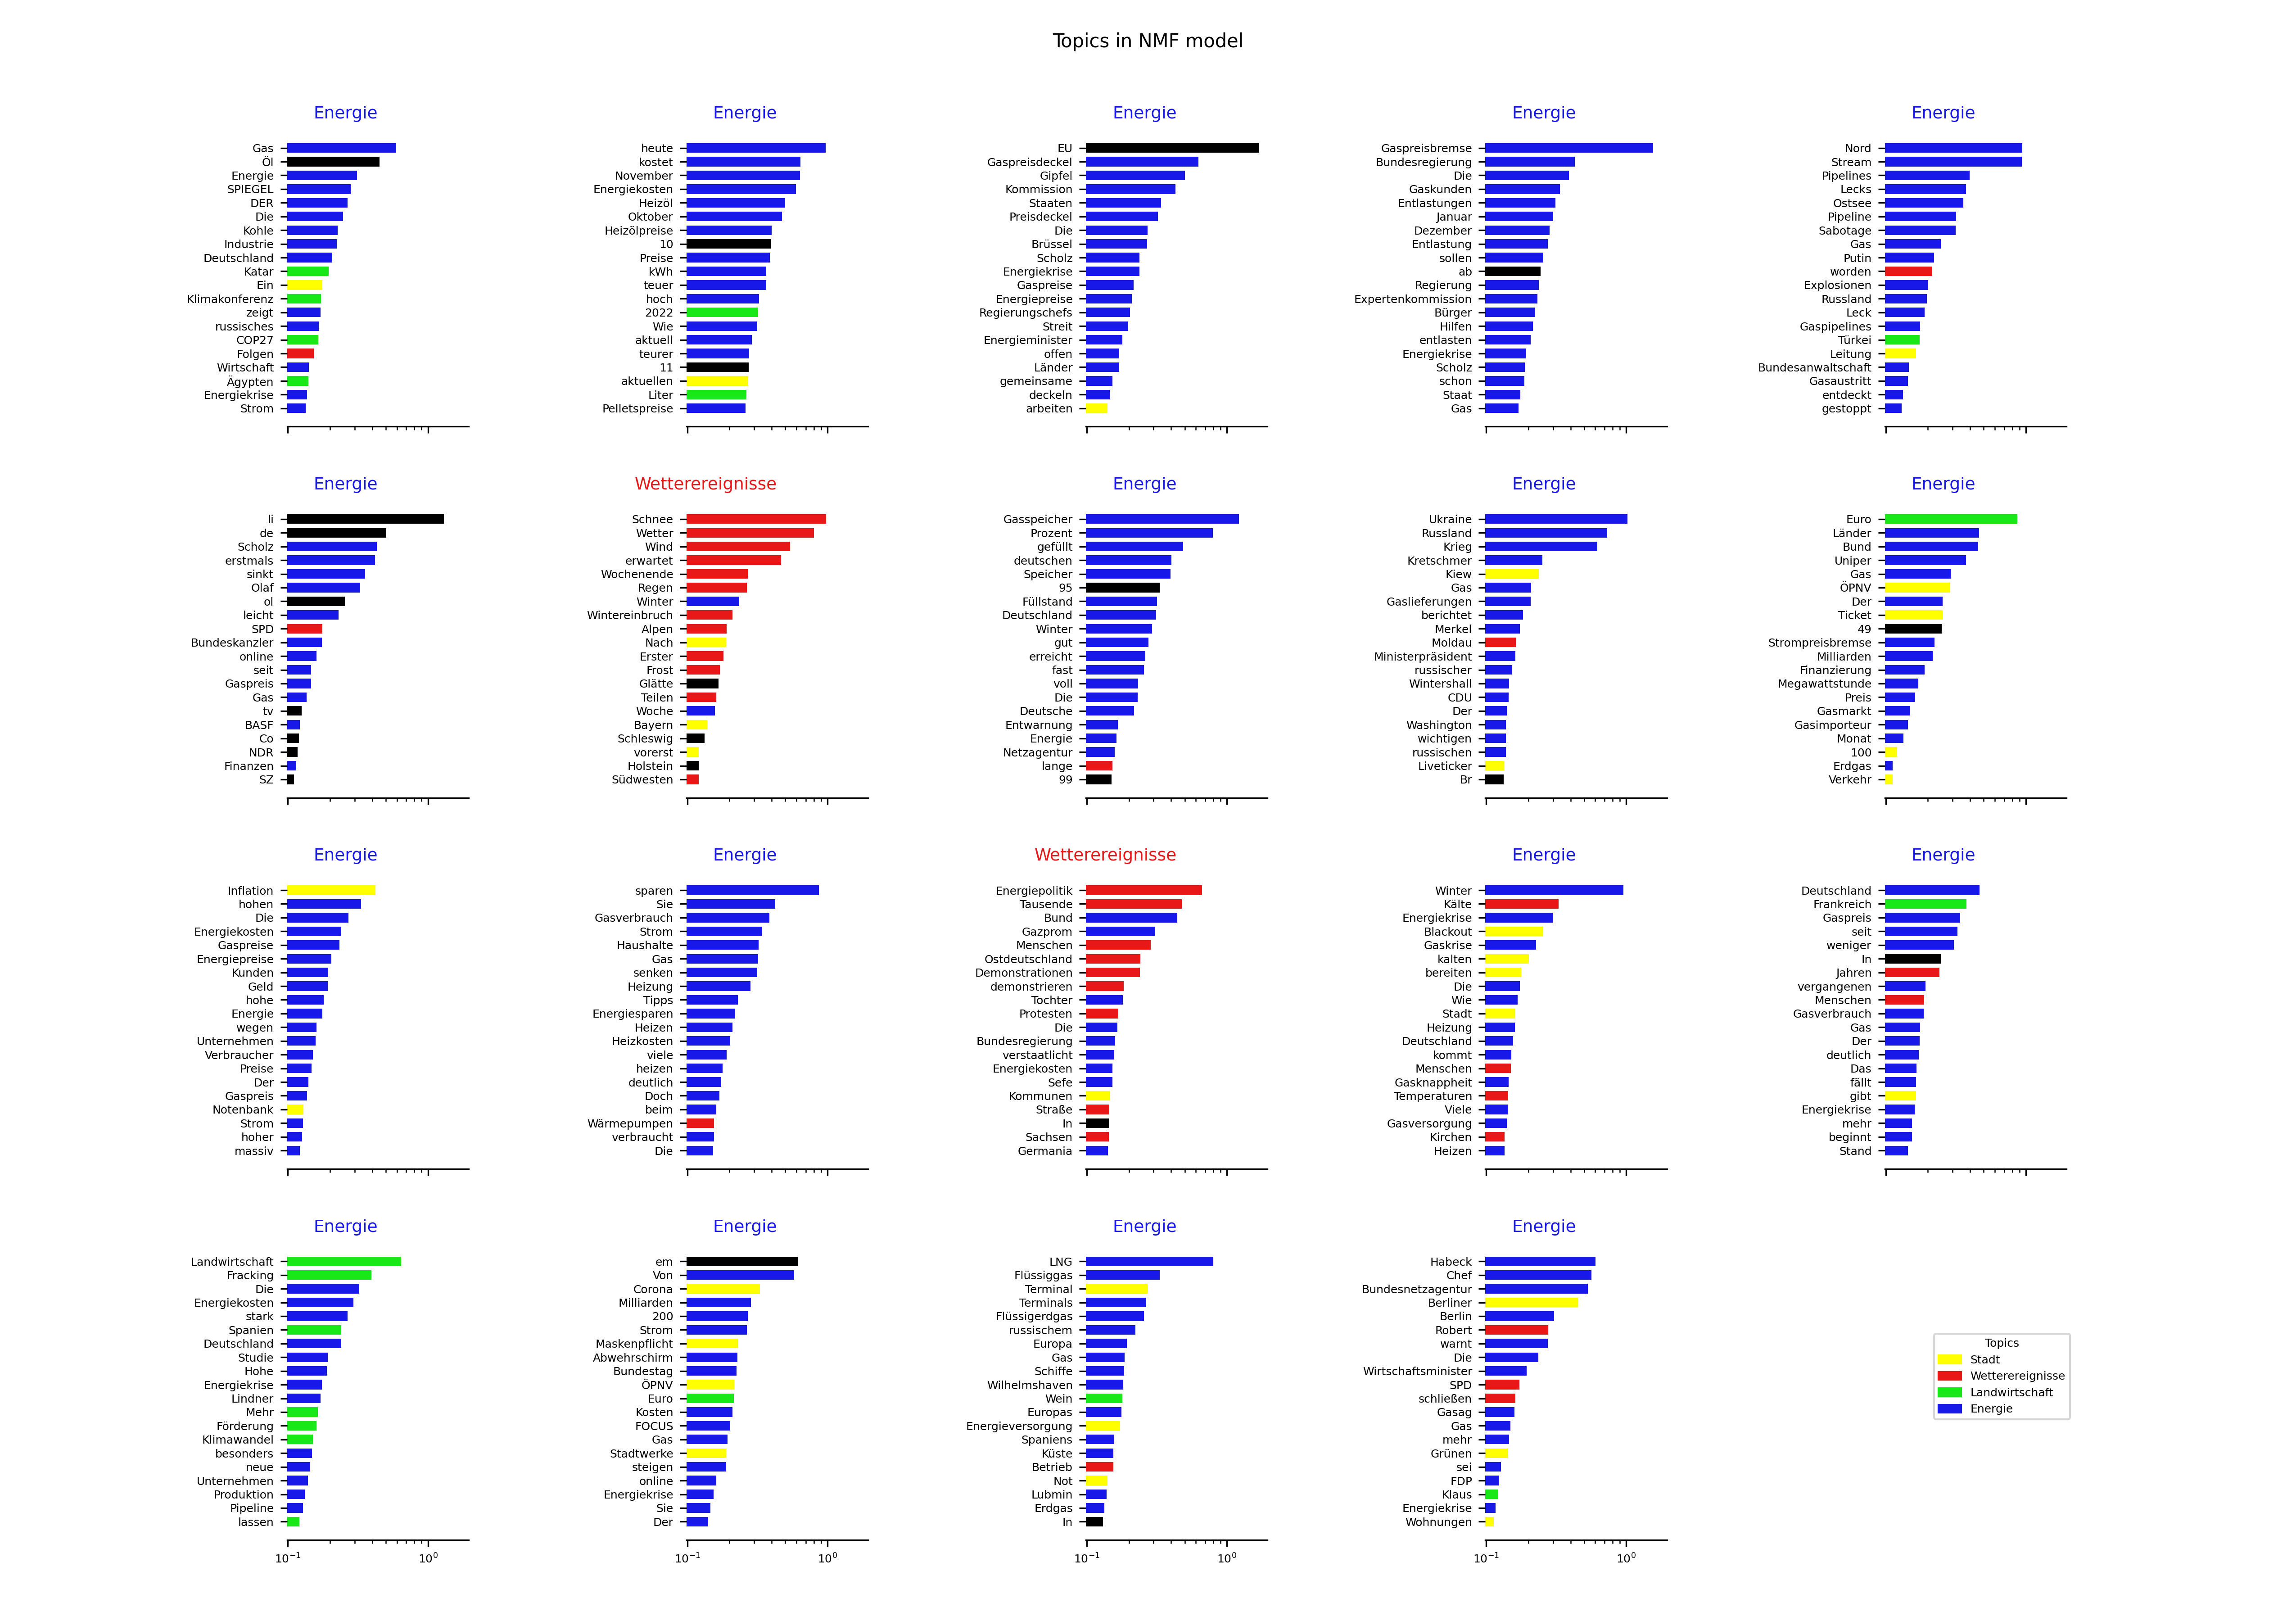 Topics in NMF model
Energie
Gas
Öl
Energie
SPIEGEL
DER
Die
Kohle
Industrie
Deutschland
Katar
Ein
Klimakonferenz
zeigt
russisches
COP27
Folgen
Wirtschaft
Ägypten
Energiekrise
Strom
Energie
heute
kostet
November
Energiekosten
Heizöl
Oktober
Heizölpreise
10
Preise
kWh
teuer
hoch
2022
Wie
aktuell
teurer
11
aktuellen
Liter
Pelletspreise
Energie
EU
Gaspreisdeckel
Gipfel
Kommission
Staaten
Preisdeckel
Die
Brüssel
Scholz
Energiekrise
Gaspreise
Energiepreise
Regierungschefs
Streit
Energieminister
offen
Länder
gemeinsame
deckeln
arbeiten
Energie
Gaspreisbremse
Bundesregierung
Die
Gaskunden
Entlastungen
Januar
Dezember
Entlastung
sollen
ab
Regierung
Expertenkommission
Bürger
Hilfen
entlasten
Energiekrise
Scholz
schon
Staat
Gas
Energie
Nord
Stream
Pipelines
Lecks
Ostsee
Pipeline
Sabotage
Gas
Putin
worden
Explosionen
Russland
Leck
Gaspipelines
Türkei
Leitung
Bundesanwaltschaft
Gasaustritt
entdeckt
gestoppt
Energie
li
de
Scholz
erstmals
sinkt
Olaf
ol
leicht
SPD
Bundeskanzler
online
seit
Gaspreis
Gas
tv
BASF
Co
NDR
Finanzen
SZ
Wetterereignisse
Schnee
Wetter
Wind
erwartet
Wochenende
Regen
Winter
Wintereinbruch
Alpen
Nach
Erster
Frost
Glätte
Teilen
Woche
Bayern
Schleswig
vorerst
Holstein
Südwesten
Energie
Gasspeicher
Prozent
gefüllt
deutschen
Speicher
95
Füllstand
Deutschland
Winter
gut
erreicht
fast
voll
Die
Deutsche
Entwarnung
Energie
Netzagentur
lange
99
Energie
Ukraine
Russland
Krieg
Kretschmer
Kiew
Gas
Gaslieferungen
berichtet
Merkel
Moldau
Ministerpräsident
russischer
Wintershall
CDU
Der
Washington
wichtigen
russischen
Liveticker
Br
Energie
Euro
Länder
Bund
Uniper
Gas
ÖPNV
Der
Ticket
49
Strompreisbremse
Milliarden
Finanzierung
Megawattstunde
Preis
Gasmarkt
Gasimporteur
Monat
100
Erdgas
Verkehr
Energie
Inflation
hohen
Die
Energiekosten
Gaspreise
Energiepreise
Kunden
Geld
hohe
Energie
wegen
Unternehmen
Verbraucher
Preise
Der
Gaspreis
Notenbank
Strom
hoher
massiv
Energie
sparen
Sie
Gasverbrauch
Strom
Haushalte
Gas
senken
Heizung
Tipps
Energiesparen
Heizen
Heizkosten
viele
heizen
deutlich
Doch
beim
Wärmepumpen
verbraucht
Die
Wetterereignisse
Energiepolitik
Tausende
Bund
Gazprom
Menschen
Ostdeutschland
Demonstrationen
demonstrieren
Tochter
Protesten
Die
Bundesregierung
verstaatlicht
Energiekosten
Sefe
Kommunen
Straße
In
Sachsen
Germania
Energie
Winter
Kälte
Energiekrise
Blackout
Gaskrise
kalten
bereiten
Die
Wie
Stadt
Heizung
Deutschland
kommt
Menschen
Gasknappheit
Temperaturen
Viele
Gasversorgung
Kirchen
Heizen
Energie
Deutschland
Frankreich
Gaspreis
seit
weniger
In
Jahren
vergangenen
Menschen
Gasverbrauch
Gas
Der
deutlich
Das
fällt
gibt
Energiekrise
mehr
beginnt
Stand
Energie
Landwirtschaft
Fracking
Die
Energiekosten
stark
Spanien
Deutschland
Studie
Hohe
Energiekrise
Lindner
Mehr
Förderung
Klimawandel
besonders
neue
Unternehmen
Produktion
Pipeline
lassen
10⁻¹ 10⁰
Energie
em
Von
Corona
Milliarden
200
Strom
Maskenpflicht
Abwehrschirm
Bundestag
ÖPNV
Euro
Kosten
FOCUS
Gas
Stadtwerke
steigen
online
Energiekrise
Sie
Der
10⁻¹ 10⁰
Energie
LNG
Flüssiggas
Terminal
Terminals
Flüssigerdgas
russischem
Europa
Gas
Schiffe
Wilhelmshaven
Wein
Europas
Energieversorgung
Spaniens
Küste
Betrieb
Not
Lubmin
Erdgas
In
10⁻¹ 10⁰
Energie
Habeck
Chef
Bundesnetzagentur
Berliner
Berlin
Robert
warnt
Die
Wirtschaftsminister
SPD
schließen
Gasag
Gas
mehr
Grünen
sei
FDP
Klaus
Energiekrise
Wohnungen
10⁻¹ 10⁰
Topics
Stadt
Wetterereignisse
Landwirtschaft
Energie